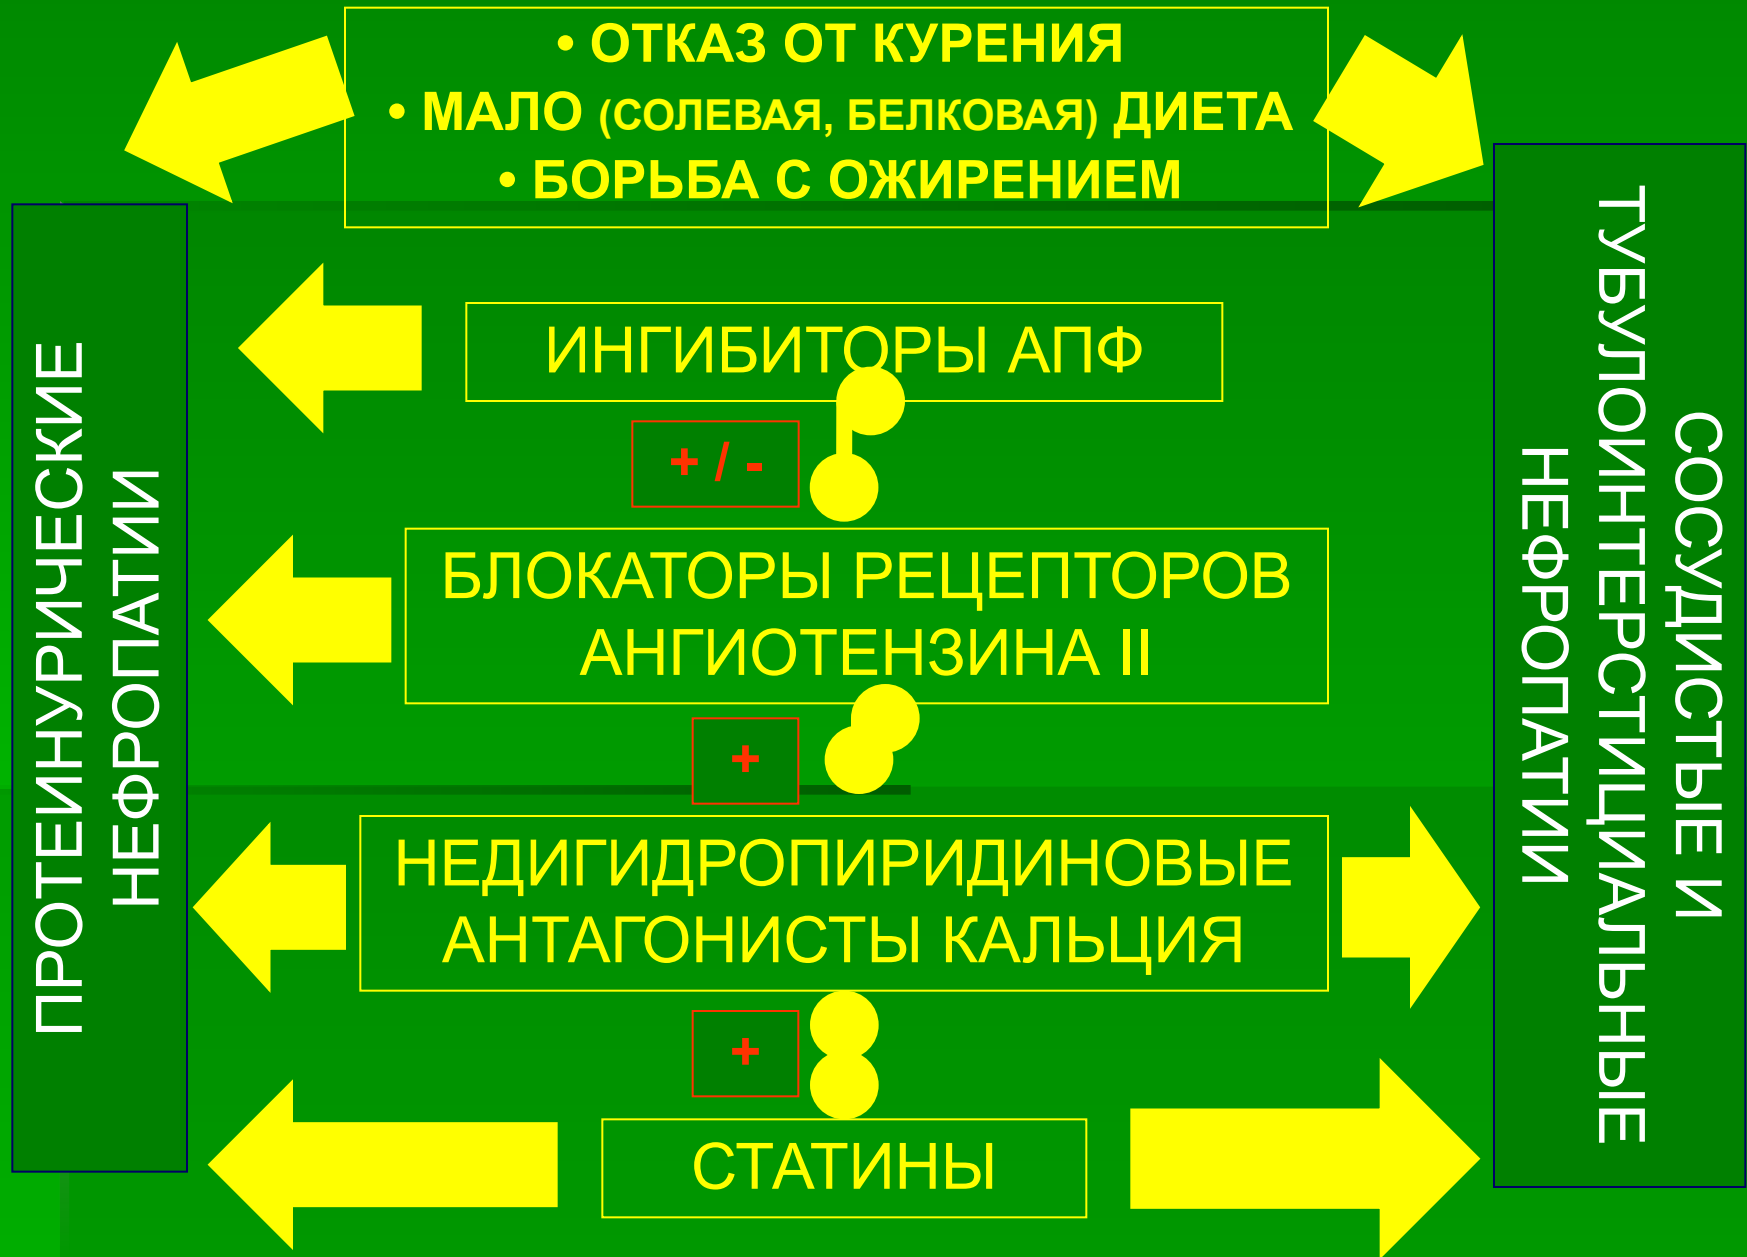 • ОТКАЗ ОТ КУРЕНИЯ
• МАЛО (СОЛЕВАЯ, БЕЛКОВАЯ) ДИЕТА
• БОРЬБА С ОЖИРЕНИЕМ
ПРОТЕИНУРИЧЕСКИЕ
НЕФРОПАТИИ
ИНГИБИТОРЫ АПФ
+ / -
БЛОКАТОРЫ РЕЦЕПТОРОВ
АНГИОТЕНЗИНА II
+
НЕДИГИДРОПИРИДИНОВЫЕ
АНТАГОНИСТЫ КАЛЬЦИЯ
+
СТАТИНЫ
СОСУДИСТЫЕ И
ТУБУЛОИНТЕРСТИЦИАЛЬНЫЕ
НЕФРОПАТИИ